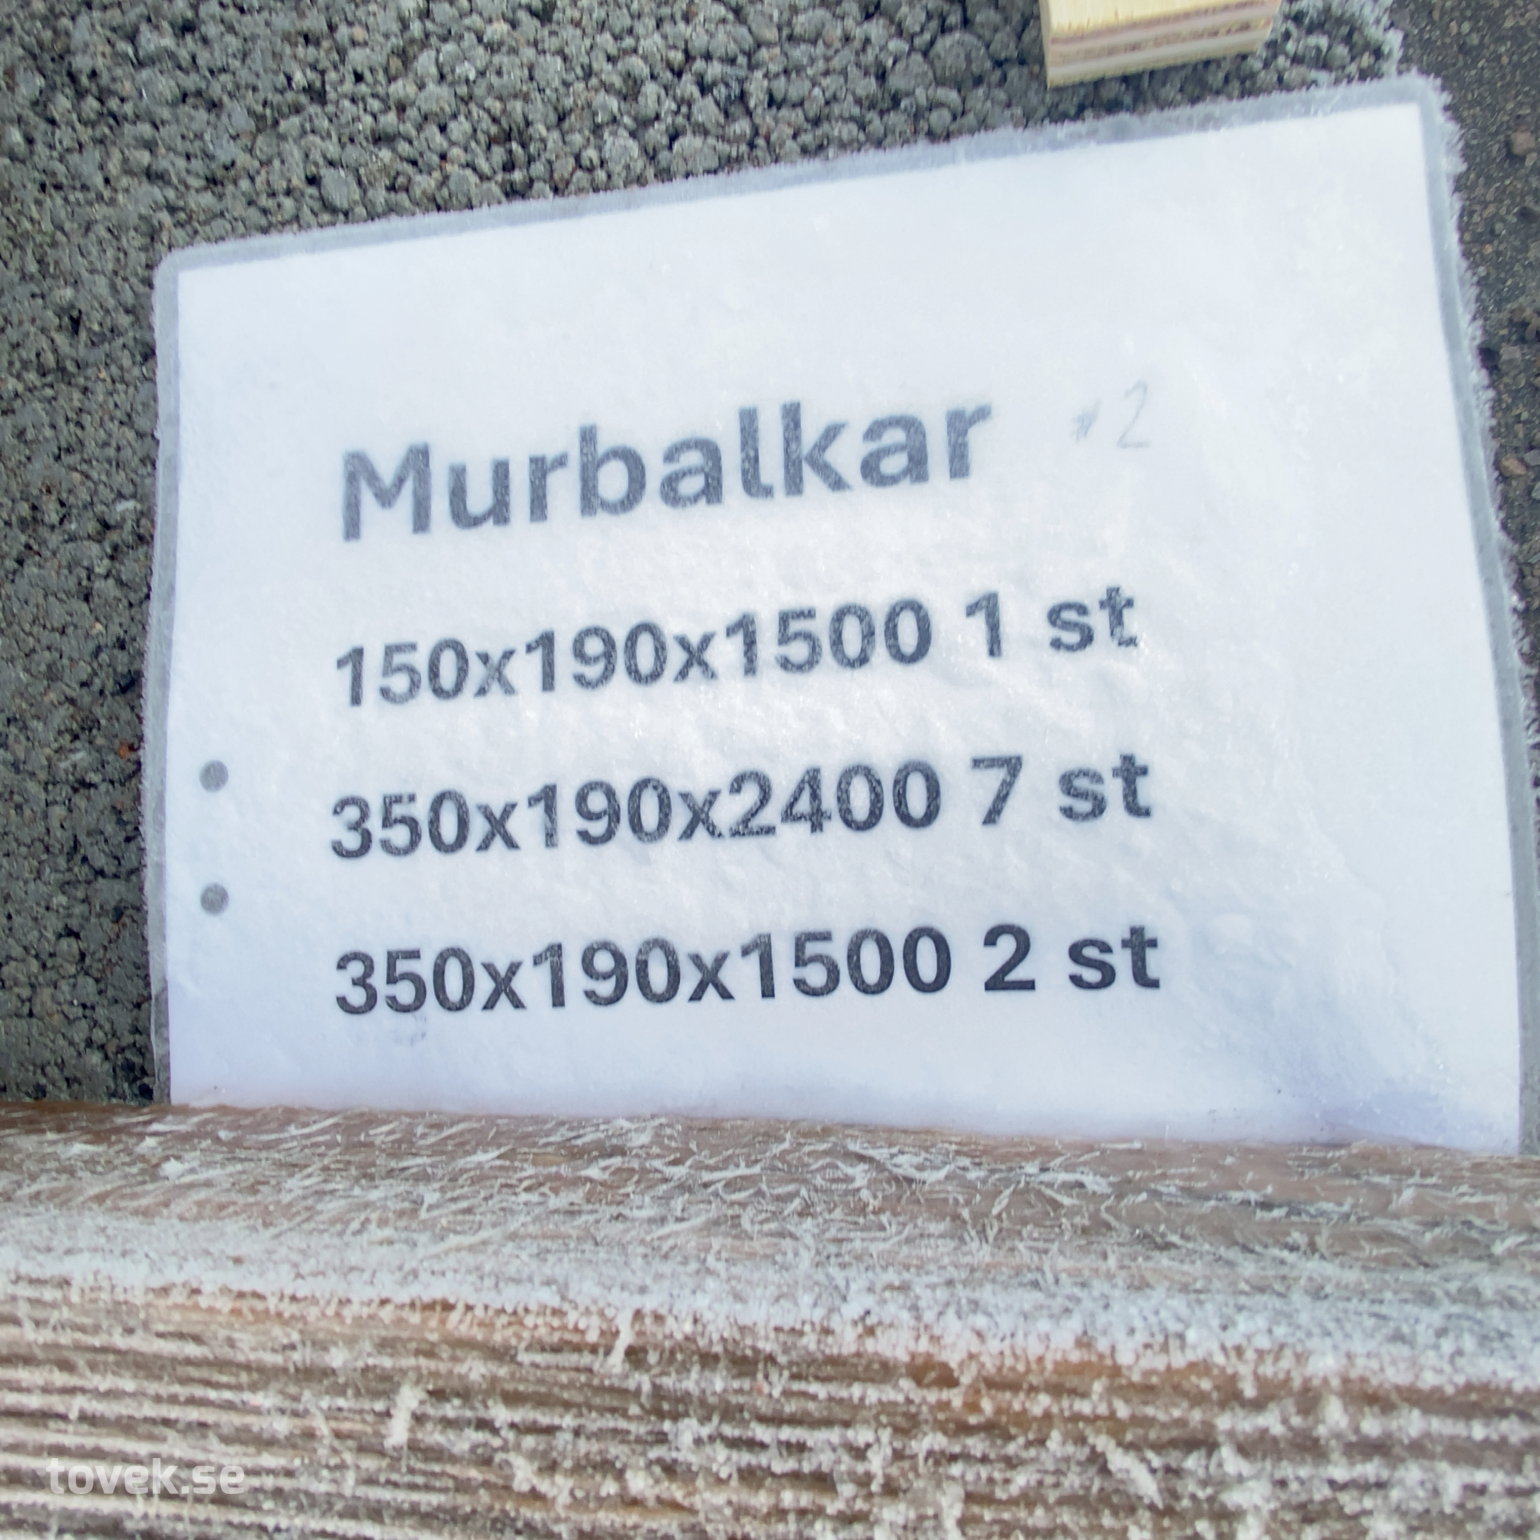 Murbalkar #2
150x190x1500 1 st
350x190x2400 7 st
350x190x1500 2 st
tovek.se